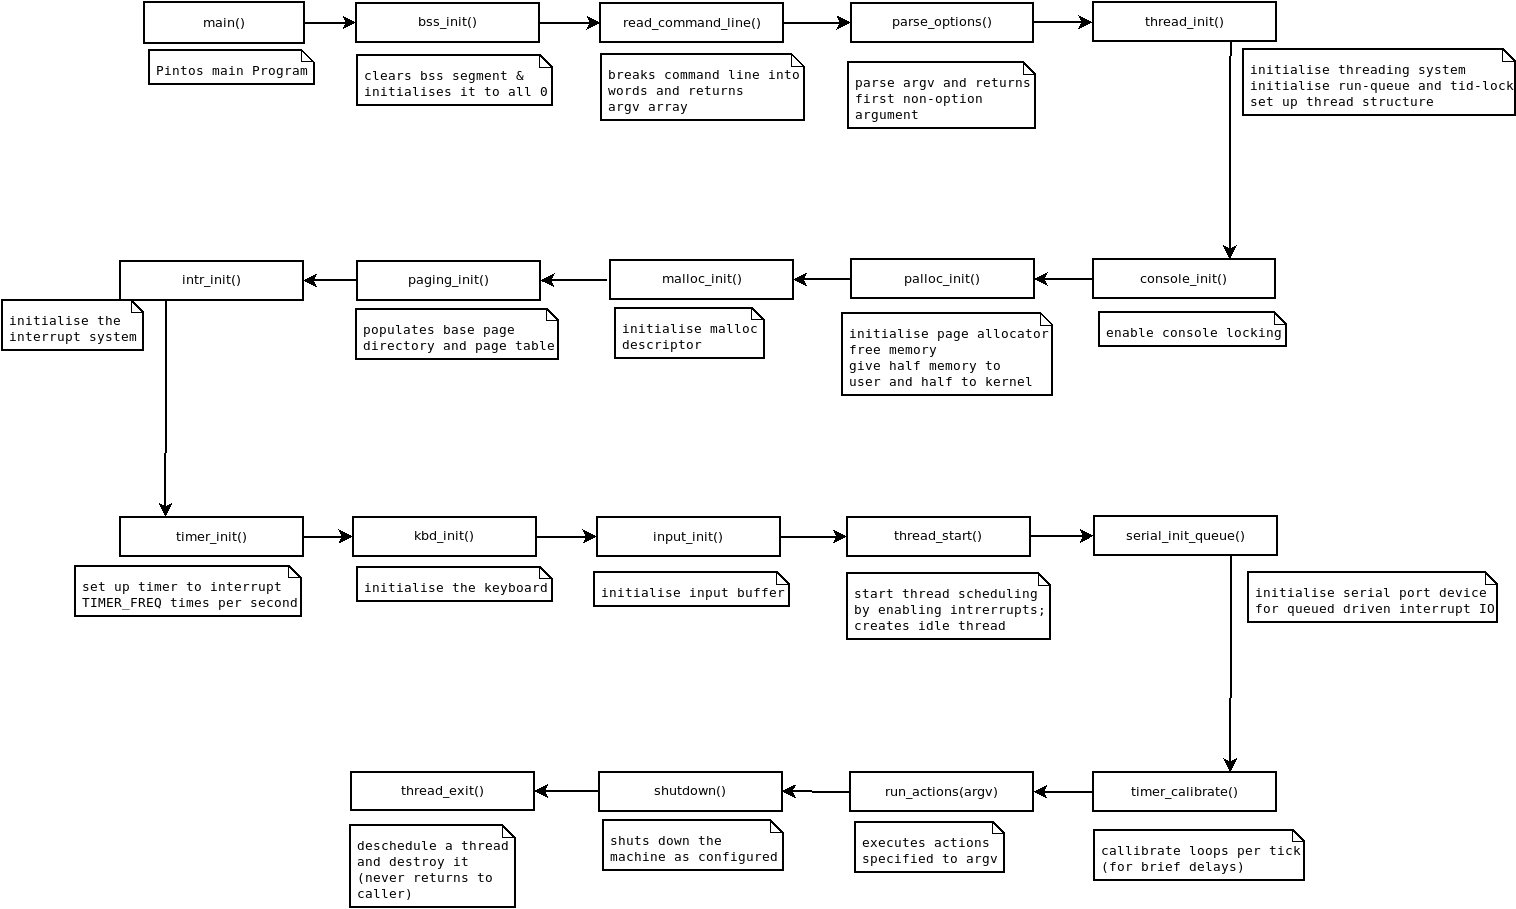 main()
Pintos main Program
bss_init()
clears bss segment &
initialises it to all 0
read_command_line()
breaks command line into
words and returns
argv array
parse_options()
parse argv and returns
first non-option
argument
thread_init()
initialise threading system
initialise run-queue and tid-lock
set up thread structure
console_init()
enable console locking
palloc_init()
initialise page allocator
free memory
give half memory to
user and half to kernel
malloc_init()
initialise malloc
descriptor
paging_init()
populates base page
directory and page table
intr_init()
initialise the
interrupt system
timer_init()
set up timer to interrupt
TIMER_FREQ times per second
kbd_init()
initialise the keyboard
input_init()
initialise input buffer
thread_start()
start thread scheduling
by enabling intrerrupts;
creates idle thread
serial_init_queue()
initialise serial port device
for queued driven interrupt IO
timer_calibrate()
callibrate loops per tick
(for brief delays)
run_actions(argv)
executes actions
specified to argv
shutdown()
shuts down the
machine as configured
thread_exit()
deschedule a thread
and destroy it
(never returns to
caller)